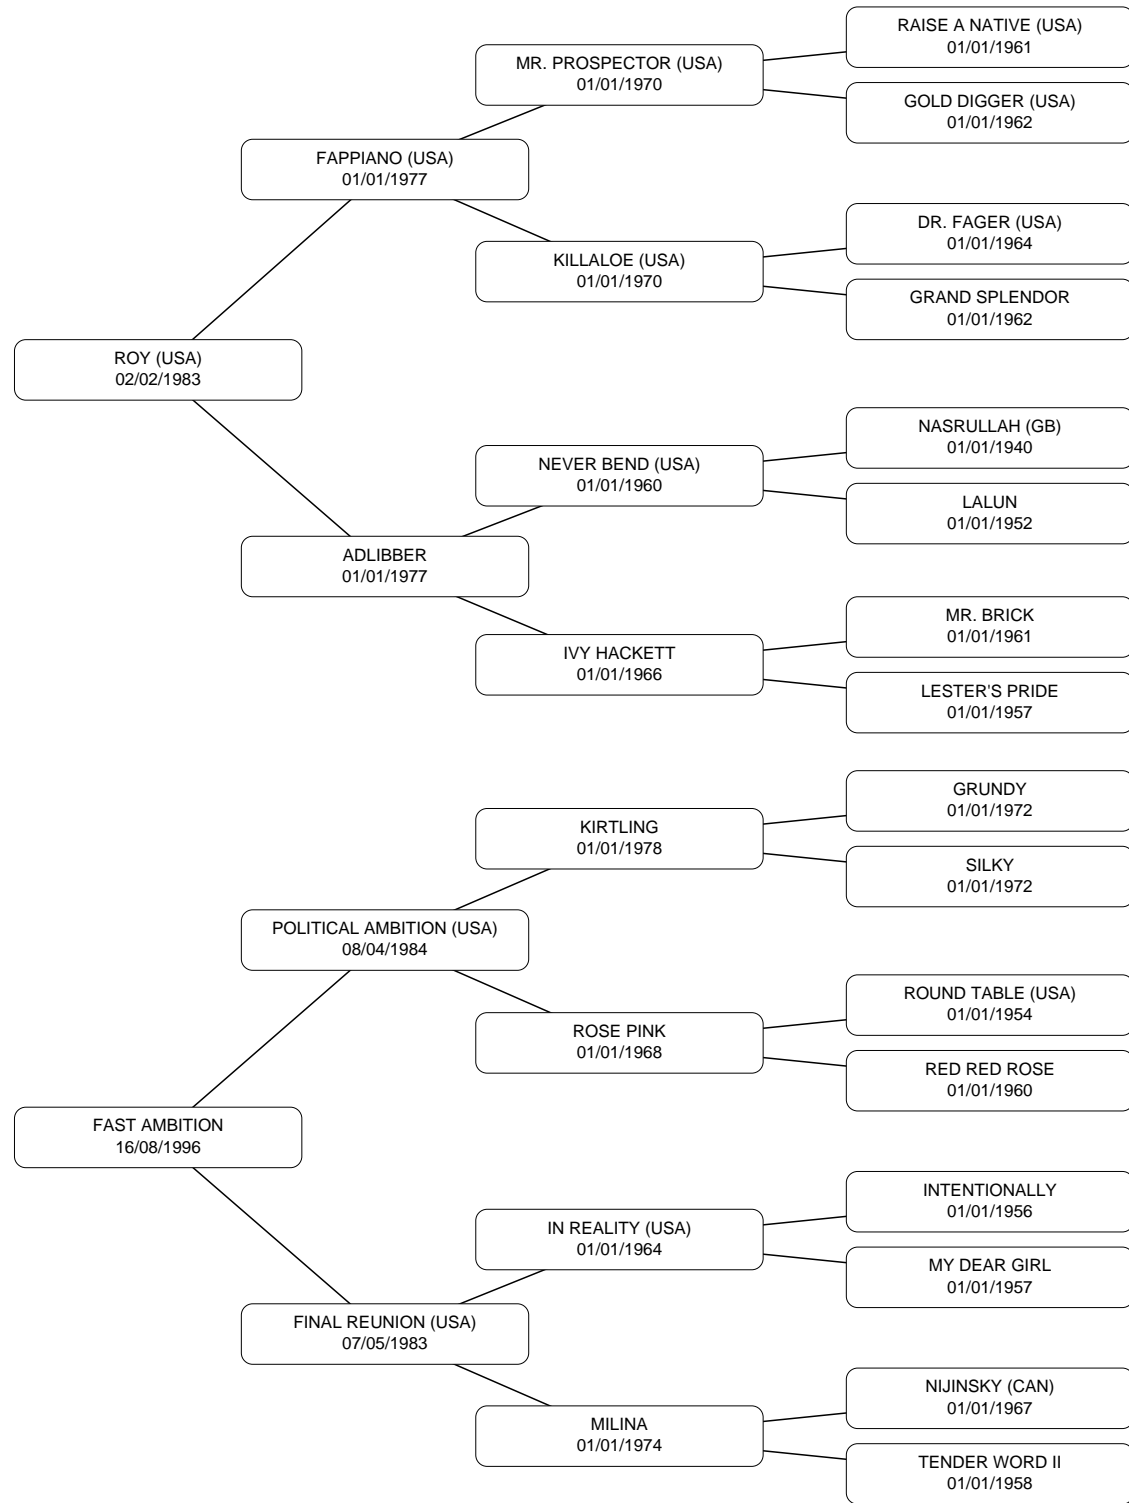 RAISE A NATIVE (USA)
01/01/1961
MR. PROSPECTOR (USA)
01/01/1970
GOLD DIGGER (USA)
01/01/1962
FAPPIANO (USA)
01/01/1977
DR. FAGER (USA)
01/01/1964
KILLALOE (USA)
01/01/1970
GRAND SPLENDOR
01/01/1962
ROY (USA)
02/02/1983
NASRULLAH (GB)
01/01/1940
NEVER BEND (USA)
01/01/1960
LALUN
01/01/1952
ADLIBBER
01/01/1977
MR. BRICK
01/01/1961
IVY HACKETT
01/01/1966
LESTER'S PRIDE
01/01/1957
GRUNDY
01/01/1972
KIRTLING
01/01/1978
SILKY
01/01/1972
POLITICAL AMBITION (USA)
08/04/1984
ROUND TABLE (USA)
01/01/1954
ROSE PINK
01/01/1968
RED RED ROSE
01/01/1960
FAST AMBITION
16/08/1996
INTENTIONALLY
01/01/1956
IN REALITY (USA)
01/01/1964
MY DEAR GIRL
01/01/1957
FINAL REUNION (USA)
07/05/1983
NIJINSKY (CAN)
01/01/1967
MILINA
01/01/1974
TENDER WORD II
01/01/1958